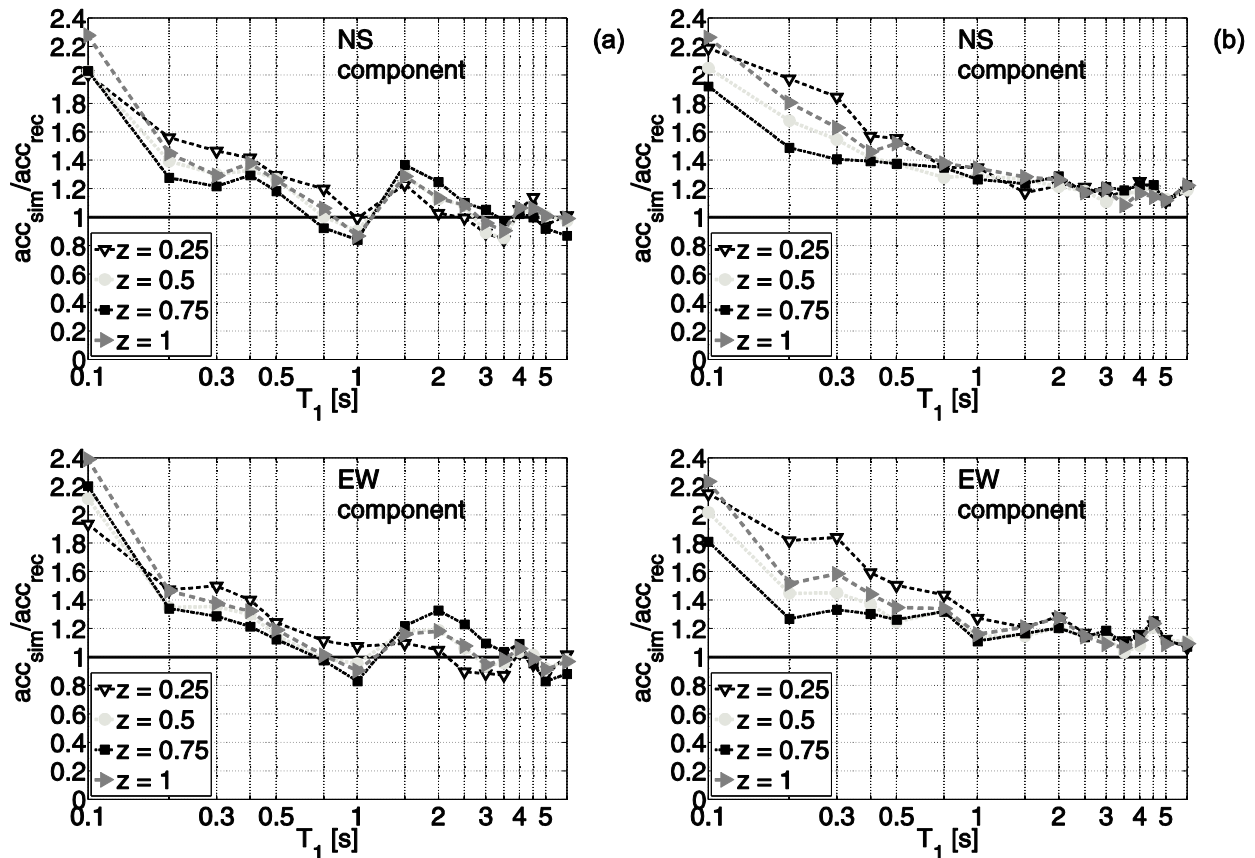 2.4
2.2
2
1.8
1.6
1.4
1.2
1
0.8
0.6
0.4
0.2
0
acc_sim/acc_rec
NS
component
(a)
z = 0.25
z = 0.5
z = 0.75
z = 1
0.1 0.3 0.5 1 2 3 4 5
T_1 [s]
2.4
2.2
2
1.8
1.6
1.4
1.2
1
0.8
0.6
0.4
0.2
0
acc_sim/acc_rec
NS
component
(b)
z = 0.25
z = 0.5
z = 0.75
z = 1
0.1 0.3 0.5 1 2 3 4 5
T_1 [s]
2.4
2.2
2
1.8
1.6
1.4
1.2
1
0.8
0.6
0.4
0.2
0
acc_sim/acc_rec
EW
component
z = 0.25
z = 0.5
z = 0.75
z = 1
0.1 0.3 0.5 1 2 3 4 5
T_1 [s]
2.4
2.2
2
1.8
1.6
1.4
1.2
1
0.8
0.6
0.4
0.2
0
acc_sim/acc_rec
EW
component
z = 0.25
z = 0.5
z = 0.75
z = 1
0.1 0.3 0.5 1 2 3 4 5
T_1 [s]